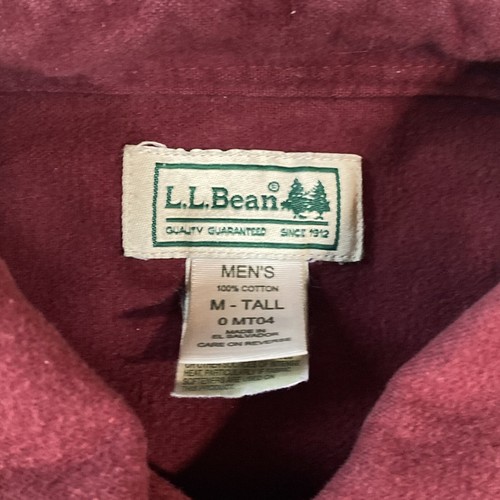 L.L.Bean®
QUALITY GUARANTEED SINCE 1912
MEN'S
100% COTTON
M - TALL
0 MT04
MADE IN
EL SALVADOR
CARE ON REVERSE